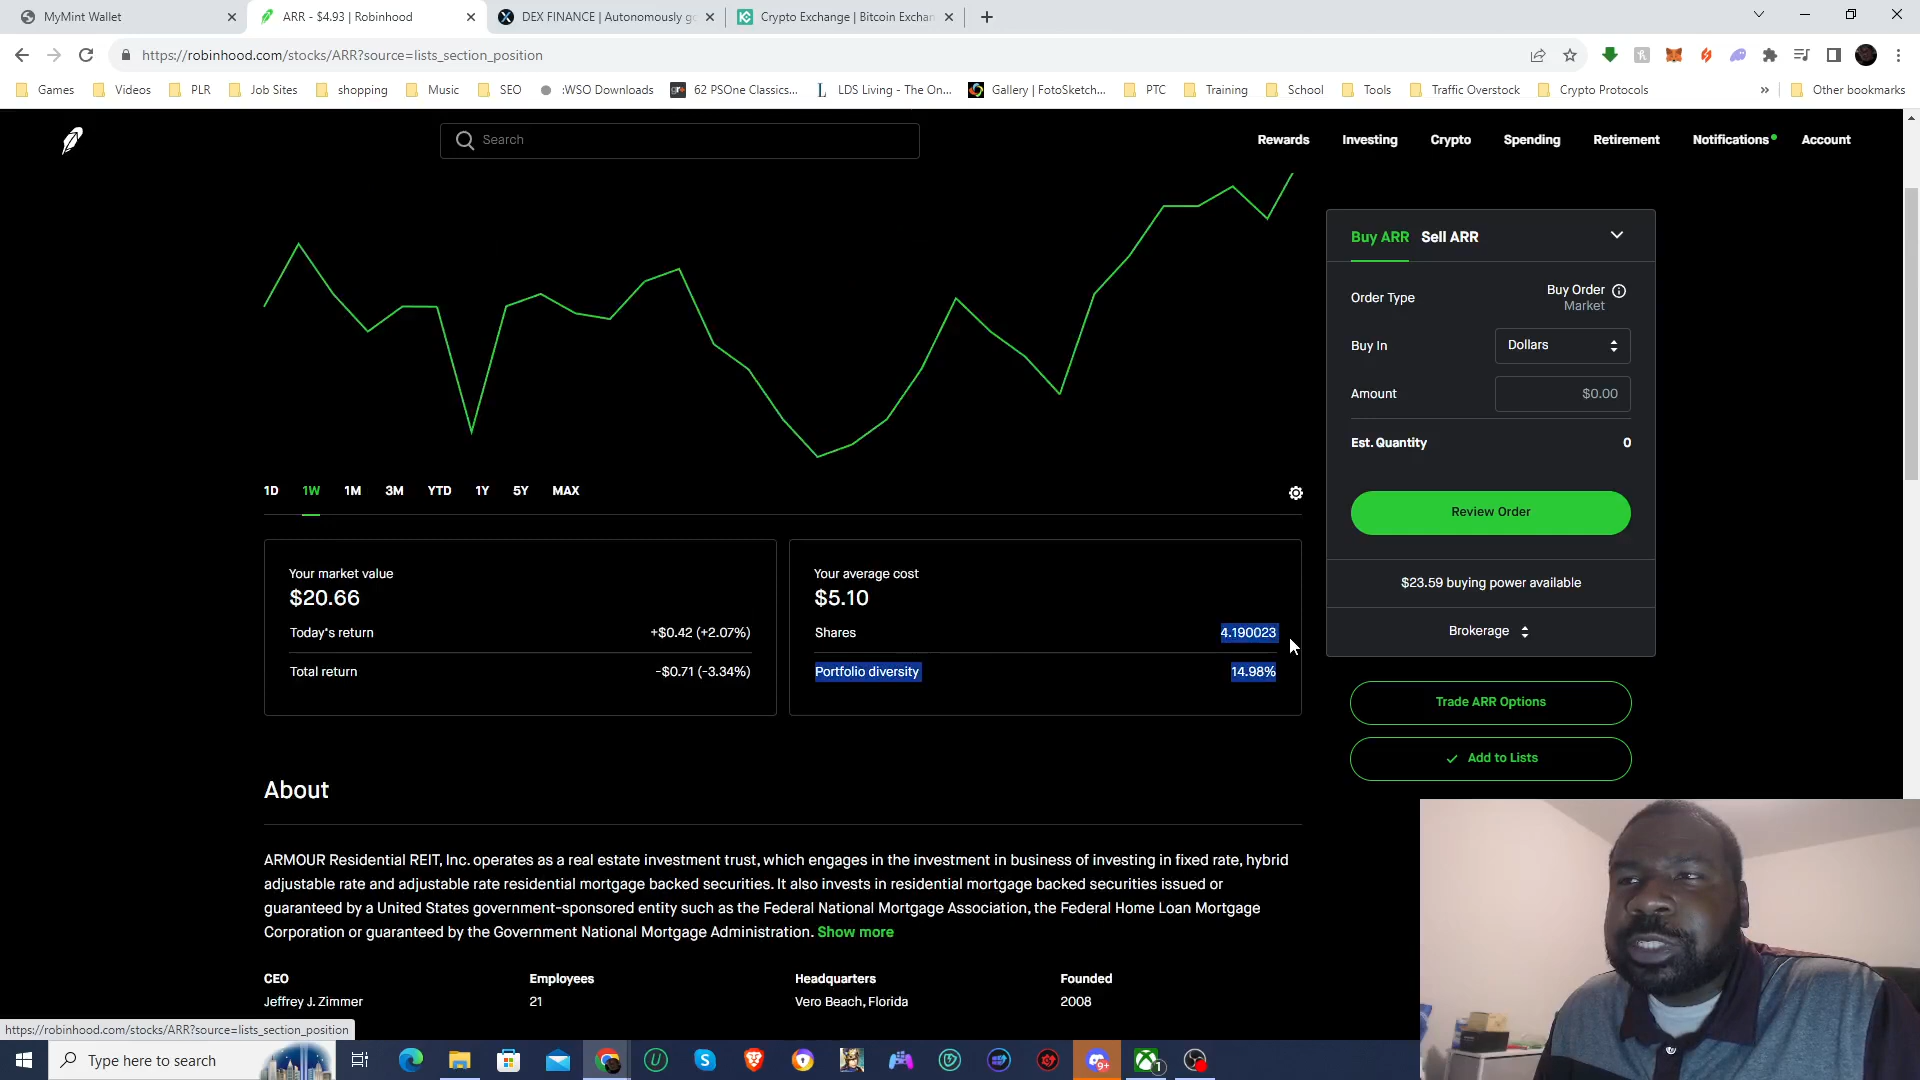 MyMint Wallet
ARR - $4.93 | Robinhood
DEX FINANCE | Autonomously g
Crypto Exchange | Bitcoin Exchan
https://robinhood.com/stocks/ARR?source=lists_section_position
Games
Videos
PLR
Job Sites
shopping
Music
SEO
:WSO Downloads
62 PSOne Classics...
LDS Living - The On...
Gallery | FotoSketch...
PTC
Training
School
Tools
Traffic Overstock
Crypto Protocols
»
Other bookmarks
Search
Rewards
Investing
Crypto
Spending
Retirement
Notifications
Account
Buy ARR
Sell ARR
Order Type
Buy Order
Market
Buy In
Dollars
Amount
$0.00
Est. Quantity
0
Review Order
$23.59 buying power available
Brokerage
Trade ARR Options
Add to Lists
1D
1W
1M
3M
YTD
1Y
5Y
MAX
Your market value
$20.66
Today's return
+$0.42 (+2.07%)
Total return
-$0.71 (-3.34%)
Your average cost
$5.10
Shares
4.190023
Portfolio diversity
14.98%
About
ARMOUR Residential REIT, Inc. operates as a real estate investment trust, which engages in the investment in business of investing in fixed rate, hybrid
adjustable rate and adjustable rate residential mortgage backed securities. It also invests in residential mortgage backed securities issued or
guaranteed by a United States government-sponsored entity such as the Federal National Mortgage Association, the Federal Home Loan Mortgage
Corporation or guaranteed by the Government National Mortgage Administration. Show more
CEO
Employees
Headquarters
Founded
Jeffrey J. Zimmer
21
Vero Beach, Florida
2008
https://robinhood.com/stocks/ARR?source=lists_section_position
Type here to search
9+
1